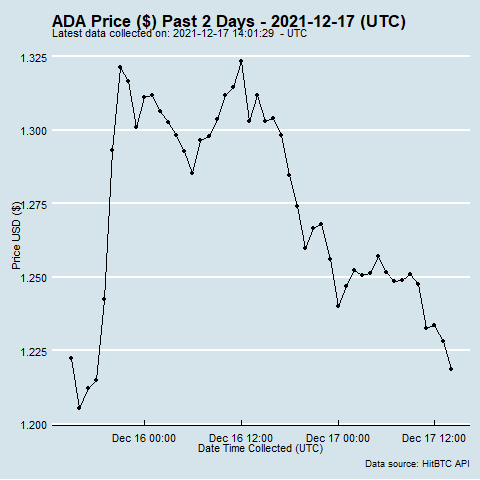 ADA Price ($) Past 2 Days - 2021-12-17 (UTC)
Latest data collected on: 2021-12-17 14:01:29  - UTC
1.325
1.300
1.275
1.250
1.225
1.200
Price USD ($)
Dec 16 00:00
Dec 16 12:00
Dec 17 00:00
Dec 17 12:00
Date Time Collected (UTC)
Data source: HitBTC API